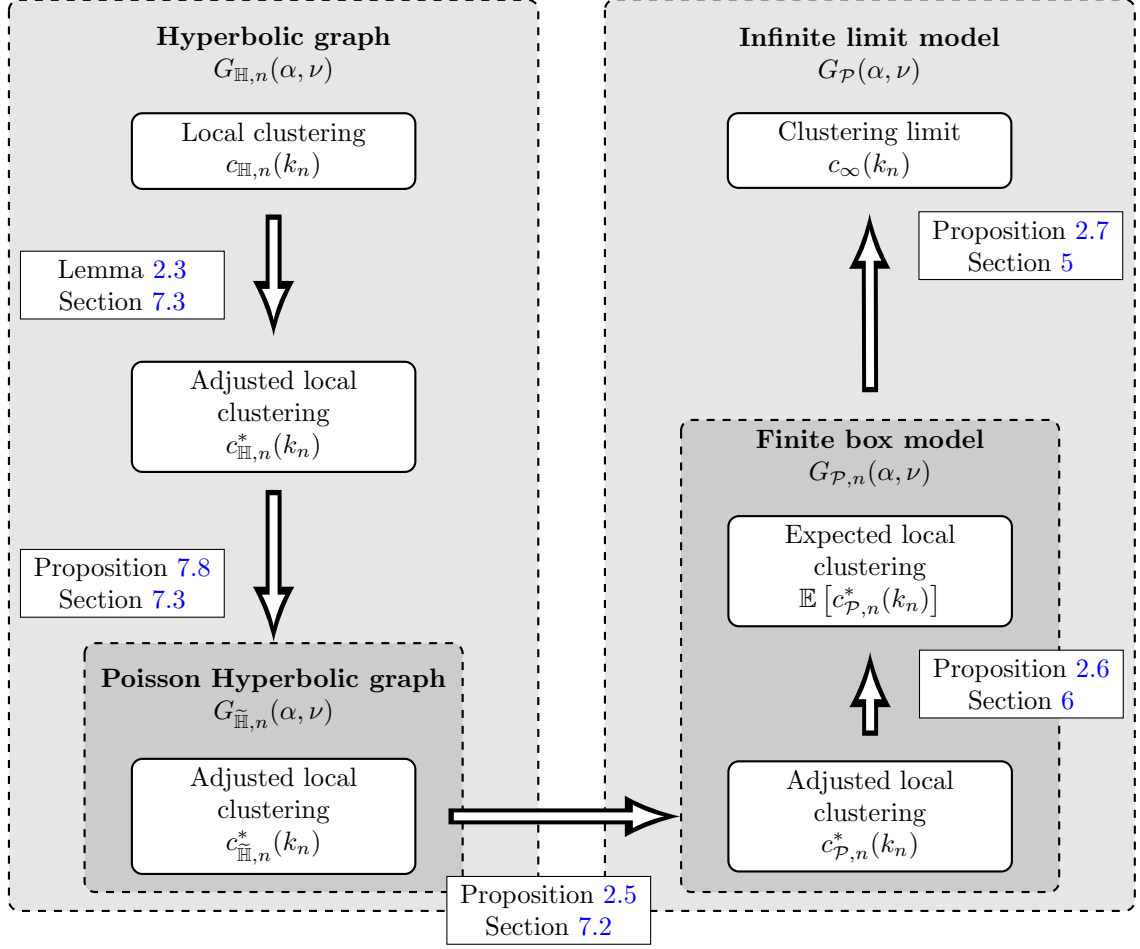 Hyperbolic graph
G_{ℍ,n}(α, ν)
Local clustering
c_{ℍ,n}(k_n)
Lemma 2.3
Section 7.3
Adjusted local
clustering
c*_{ℍ,n}(k_n)
Proposition 7.8
Section 7.3
Poisson Hyperbolic graph
G_{ℍ̃,n}(α, ν)
Adjusted local
clustering
c*_{ℍ̃,n}(k_n)
Proposition 2.5
Section 7.2
Infinite limit model
G_𝒫(α, ν)
Clustering limit
c_∞(k_n)
Proposition 2.7
Section 5
Finite box model
G_{𝒫,n}(α, ν)
Expected local
clustering
𝔼 [c*_{𝒫,n}(k_n)]
Proposition 2.6
Section 6
Adjusted local
clustering
c*_{𝒫,n}(k_n)